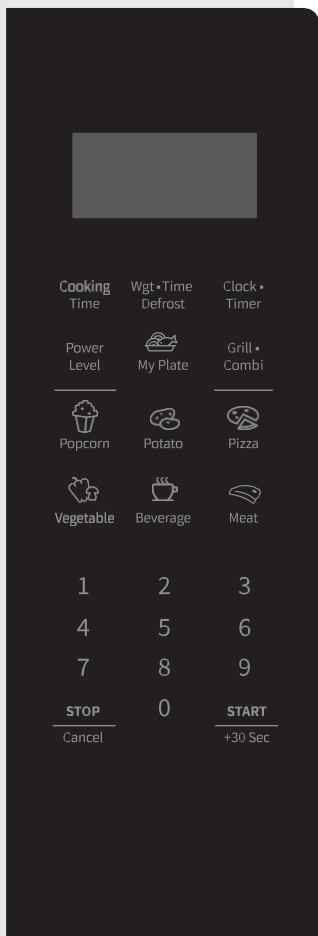 Cooking Time
Wgt•Time Defrost
Clock• Timer
Power Level
My Plate
Grill• Combi
Popcorn
Potato
Pizza
Vegetable
Beverage
Meat
1 2 3
4 5 6
7 8 9
STOP 0 START
Cancel +30 Sec